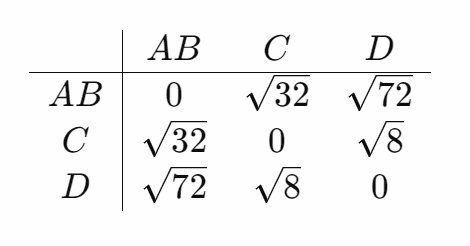 AB C D
AB 0 √32 √72
C √32 0 √8
D √72 √8 0